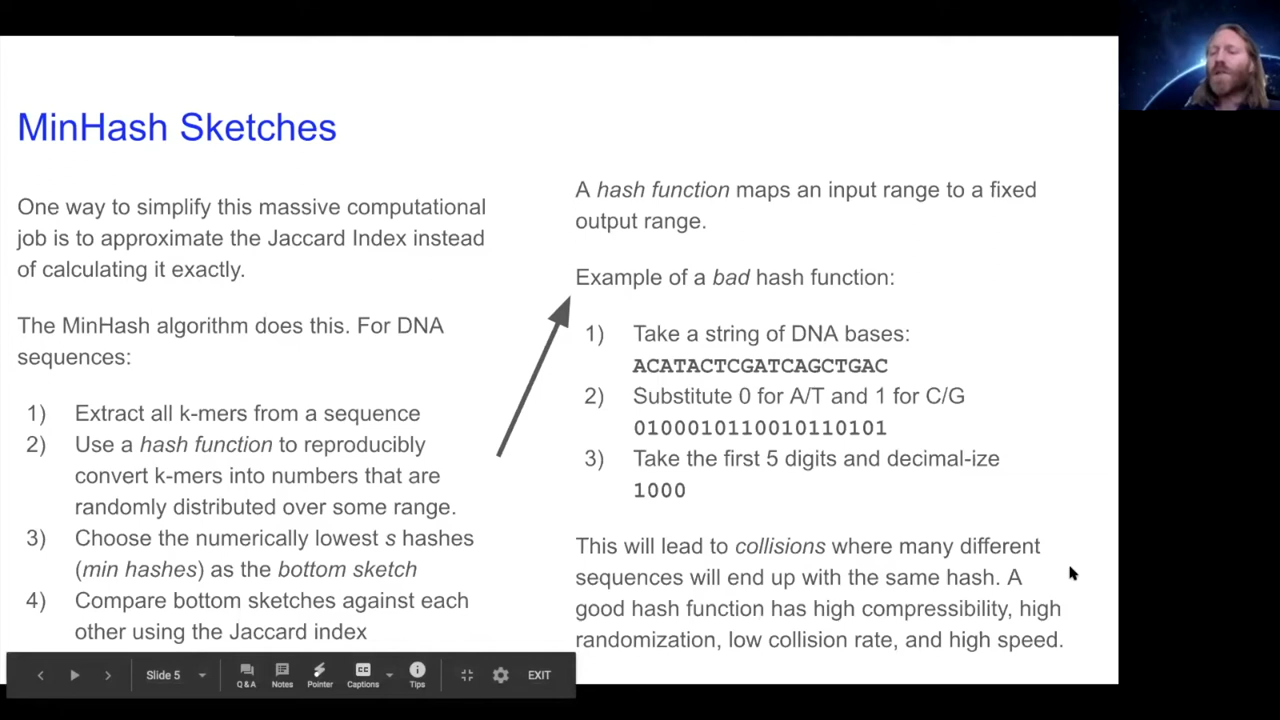 MinHash Sketches
One way to simplify this massive computational
job is to approximate the Jaccard Index instead
of calculating it exactly.
The MinHash algorithm does this. For DNA
sequences:
1) Extract all k-mers from a sequence
2) Use a hash function to reproducibly
convert k-mers into numbers that are
randomly distributed over some range.
3) Choose the numerically lowest s hashes
(min hashes) as the bottom sketch
4) Compare bottom sketches against each
other using the Jaccard index
A hash function maps an input range to a fixed
output range.
Example of a bad hash function:
1) Take a string of DNA bases:
ACATACTCGATCAGCTGAC
2) Substitute 0 for A/T and 1 for C/G
0100010110010110101
3) Take the first 5 digits and decimal-ize
1000
This will lead to collisions where many different
sequences will end up with the same hash. A
good hash function has high compressibility, high
randomization, low collision rate, and high speed.
Slide 5
Q&A
Notes
Pointer
CC
Captions
Tips
EXIT